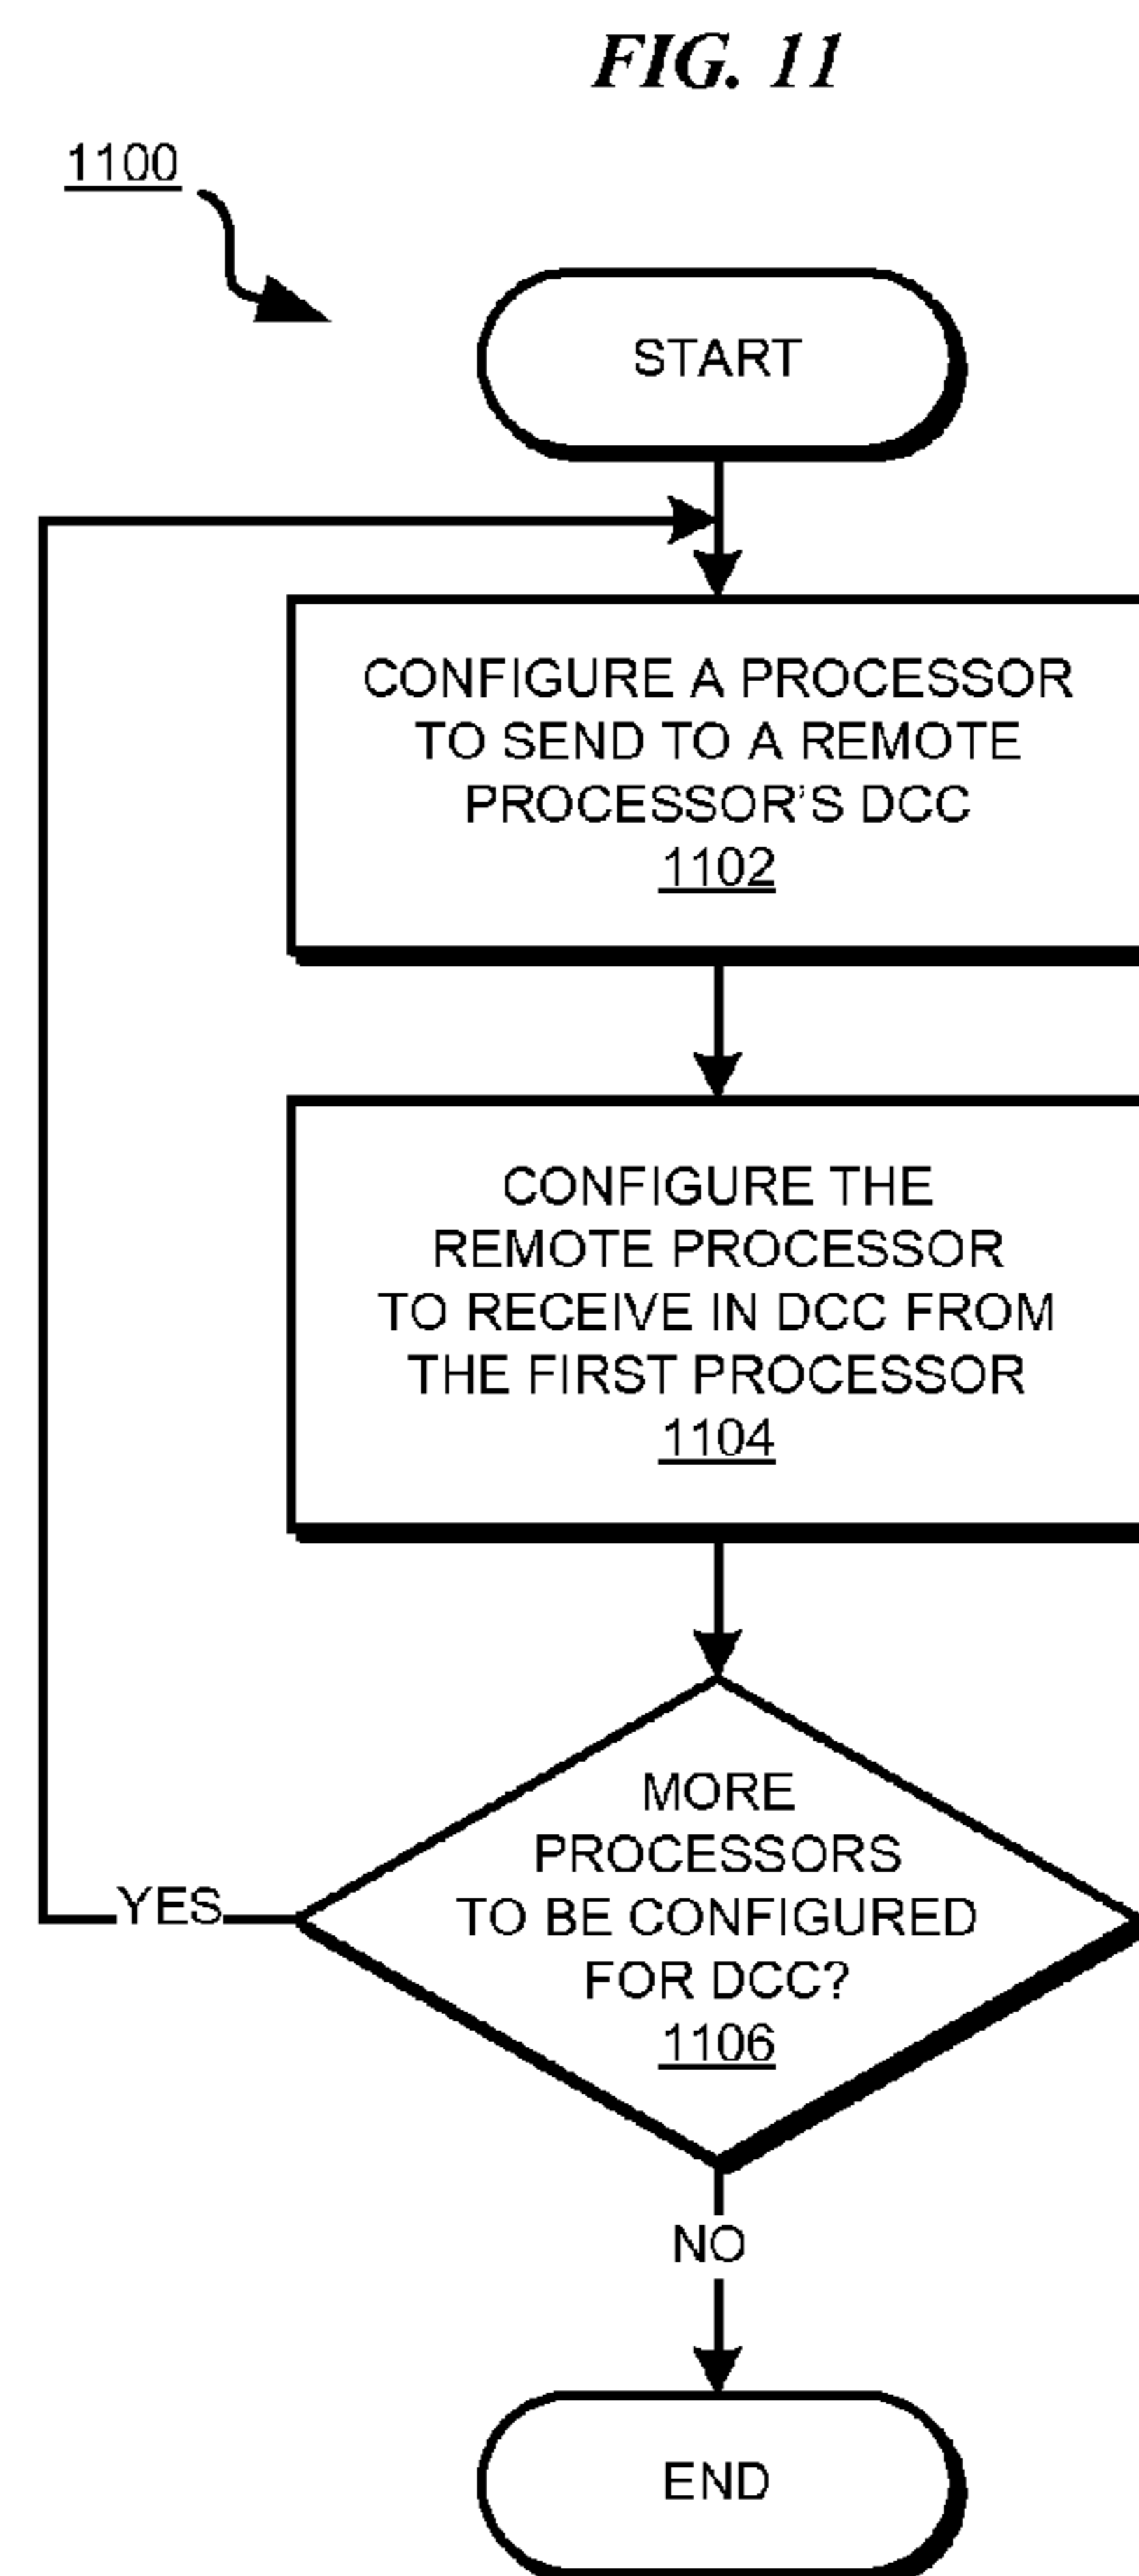 FIG. 11
1100
START
CONFIGURE A PROCESSOR
TO SEND TO A REMOTE
PROCESSOR'S DCC
1102
CONFIGURE THE
REMOTE PROCESSOR
TO RECEIVE IN DCC FROM
THE FIRST PROCESSOR
1104
MORE
PROCESSORS
TO BE CONFIGURED
FOR DCC?
1106
YES
NO
END